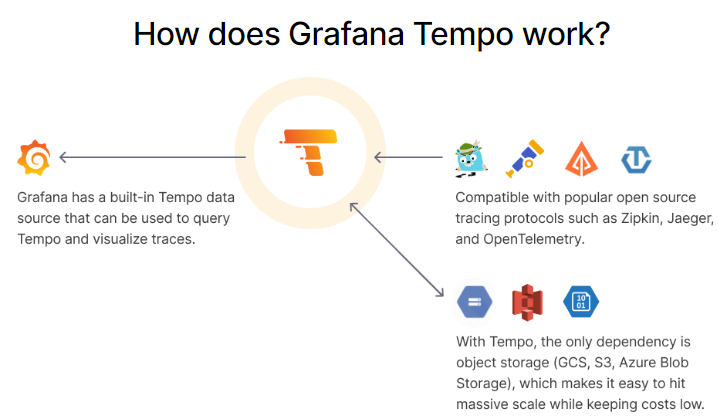 How does Grafana Tempo work?
Grafana has a built-in Tempo data
source that can be used to query
Tempo and visualize traces.
Compatible with popular open source
tracing protocols such as Zipkin, Jaeger,
and OpenTelemetry.
10
01
With Tempo, the only dependency is
object storage (GCS, S3, Azure Blob
Storage), which makes it easy to hit
massive scale while keeping costs low.